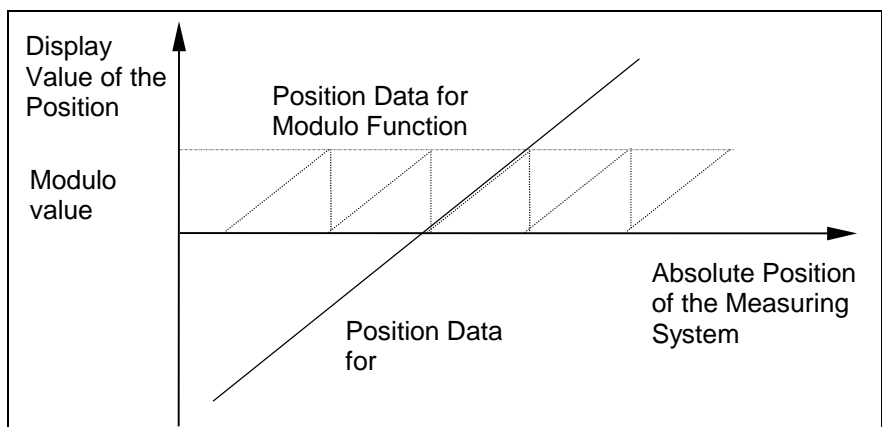 Display
Value of the
Position
Position Data for
Modulo Function
Modulo
value
Absolute Position
of the Measuring
System
Position Data
for